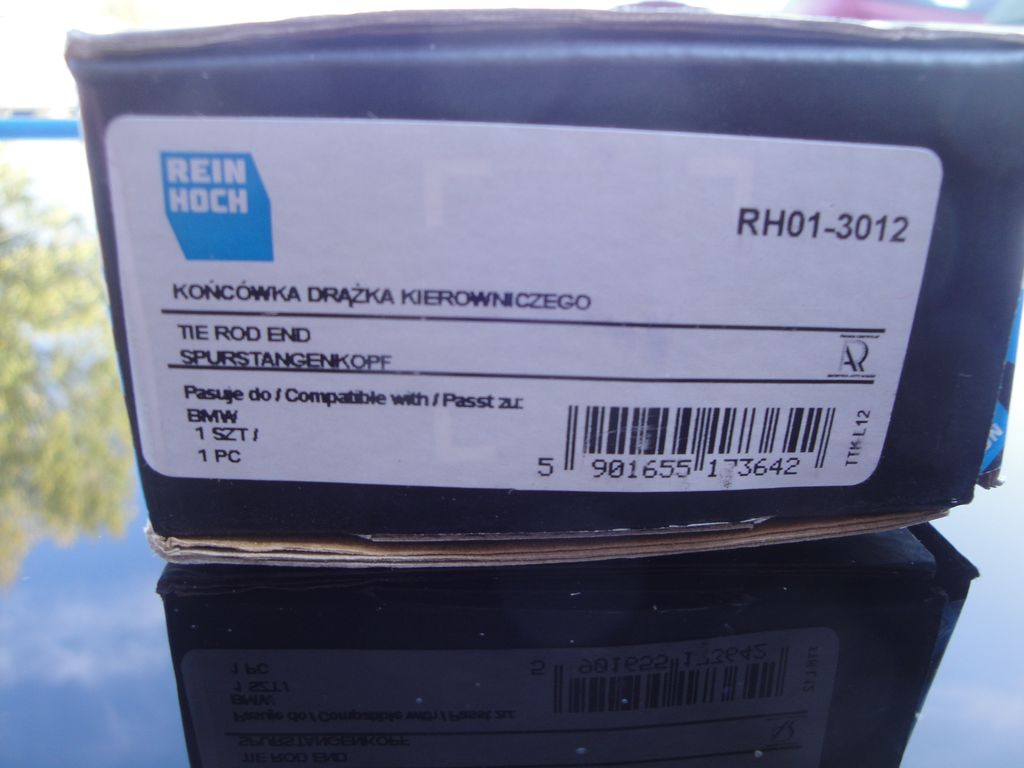 REIN
HOCH
RH01-3012
KOŃCÓWKA DRĄŻKA KIEROWNICZEGO
TIE ROD END
SPURSTANGENKOPF
AR
Pasuje do / Compatible with / Passt zu:
BMW
1 SZT /
1 PC
5 901655 173642
TTK-L12